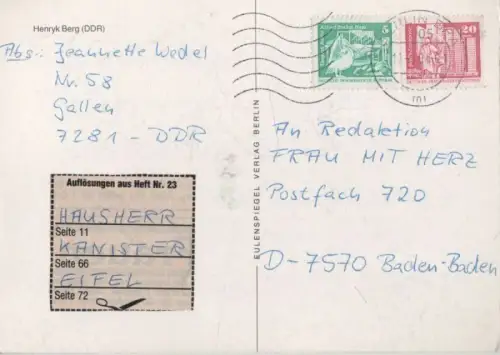 Henryk Berg (DDR)
Abs.: Jeannette Wedel
Nr. 58
Gallen
7281 - DDR
Auflösungen aus Heft Nr. 23
HAUSHERR
Seite 11
KANISTER
Seite 66
EIFEL
Seite 72
EULENSPIEGEL VERLAG BERLIN
5
20
An Redaktion
FRAU MIT HERZ
Postfach 720
D-7570 Baden-Baden